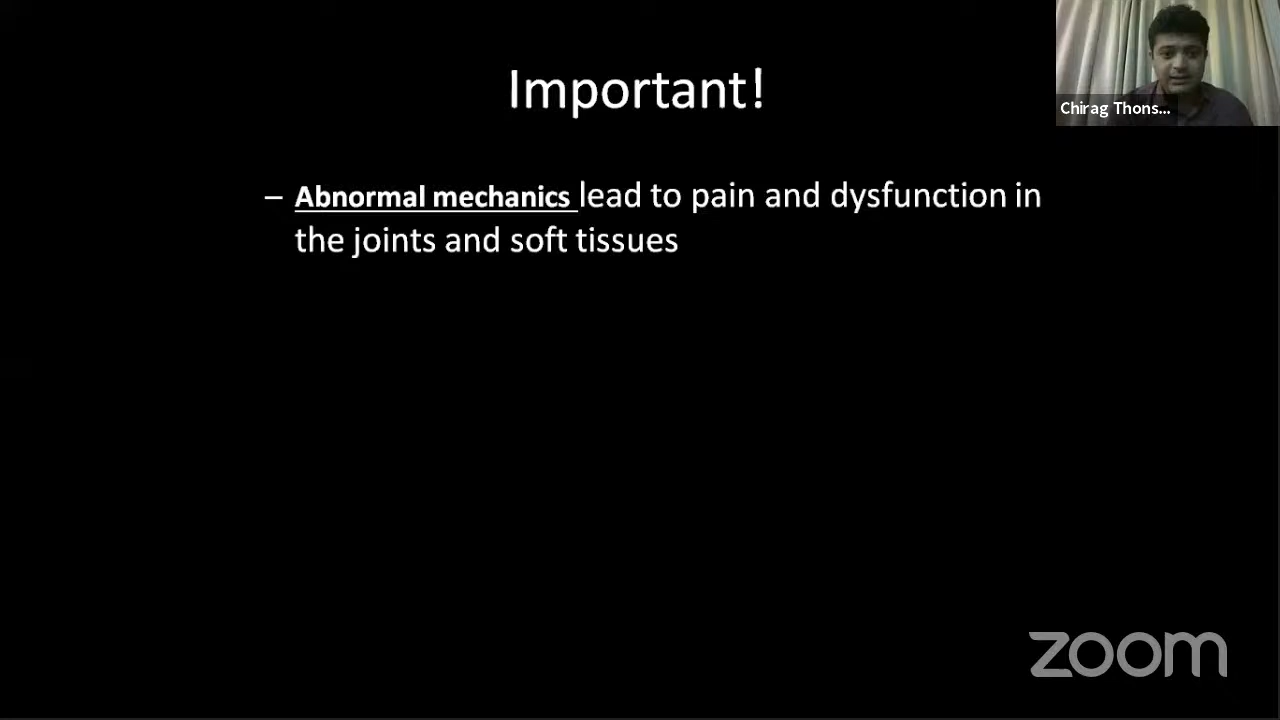 Important!
Chirag Thons...
– Abnormal mechanics lead to pain and dysfunction in
the joints and soft tissues
zoom